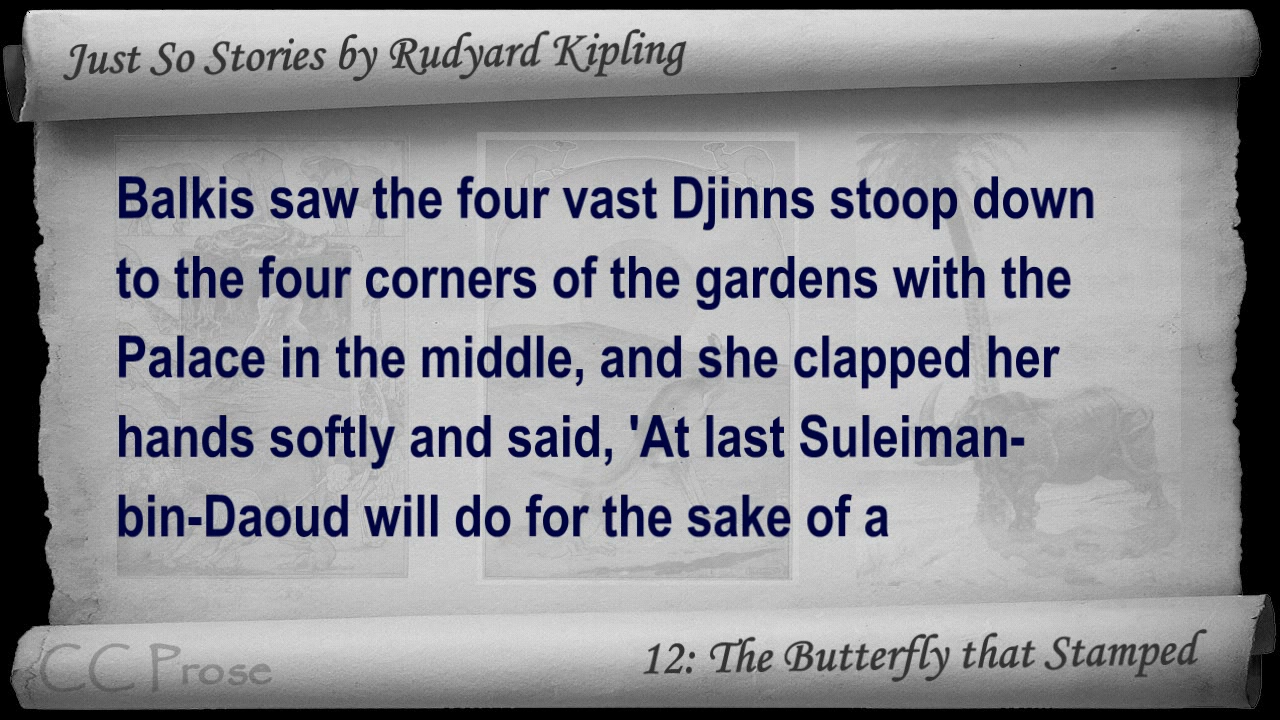 Just So Stories by Rudyard Kipling
Balkis saw the four vast Djinns stoop down
to the four corners of the gardens with the
Palace in the middle, and she clapped her
hands softly and said, 'At last Suleiman-
bin-Daoud will do for the sake of a
CC Prose
12: The Butterfly that Stamped